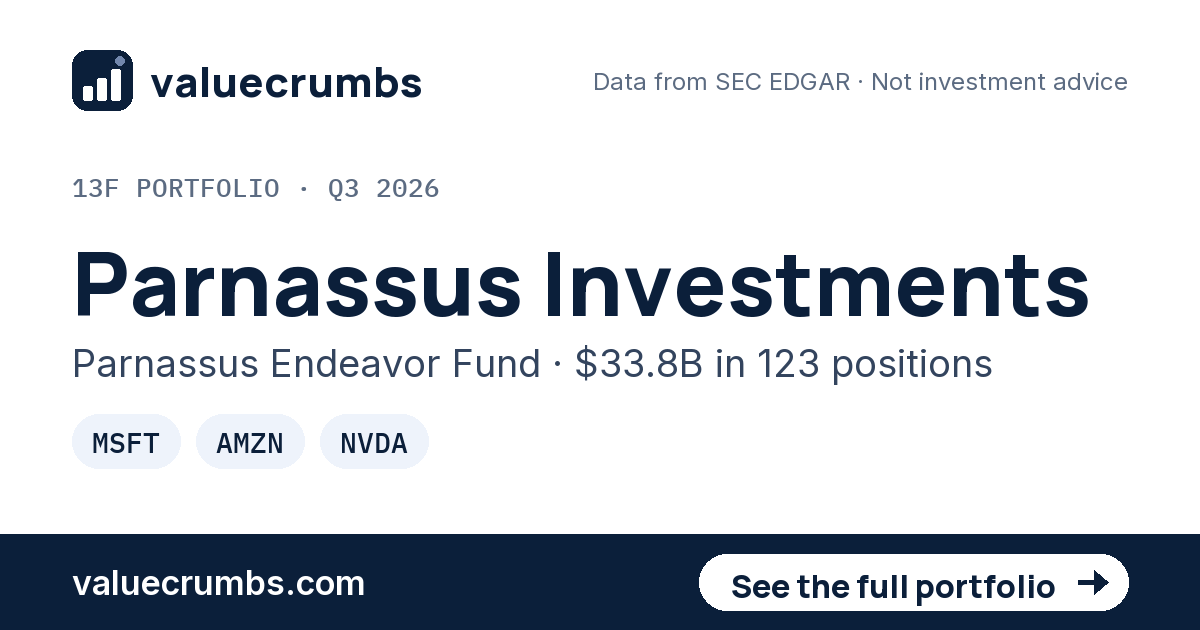 valuecrumbs
Data from SEC EDGAR · Not investment advice
13F PORTFOLIO · Q3 2026
Parnassus Investments
Parnassus Endeavor Fund · $33.8B in 123 positions
MSFT AMZN NVDA
valuecrumbs.com
See the full portfolio →